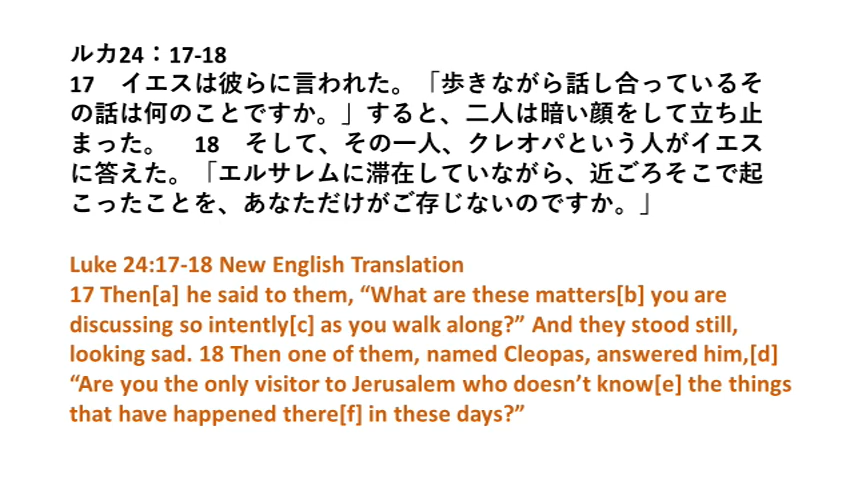 ルカ24：17-18
17　イエスは彼らに言われた。「歩きながら話し合っているそ
の話は何のことですか。」すると、二人は暗い顔をして立ち止
まった。　18　そして、その一人、クレオパという人がイエス
に答えた。「エルサレムに滞在していながら、近ごろそこで起
こったことを、あなただけがご存じないのですか。」
Luke 24:17-18 New English Translation
17 Then[a] he said to them, “What are these matters[b] you are
discussing so intently[c] as you walk along?” And they stood still,
looking sad. 18 Then one of them, named Cleopas, answered him,[d]
“Are you the only visitor to Jerusalem who doesn’t know[e] the things
that have happened there[f] in these days?”